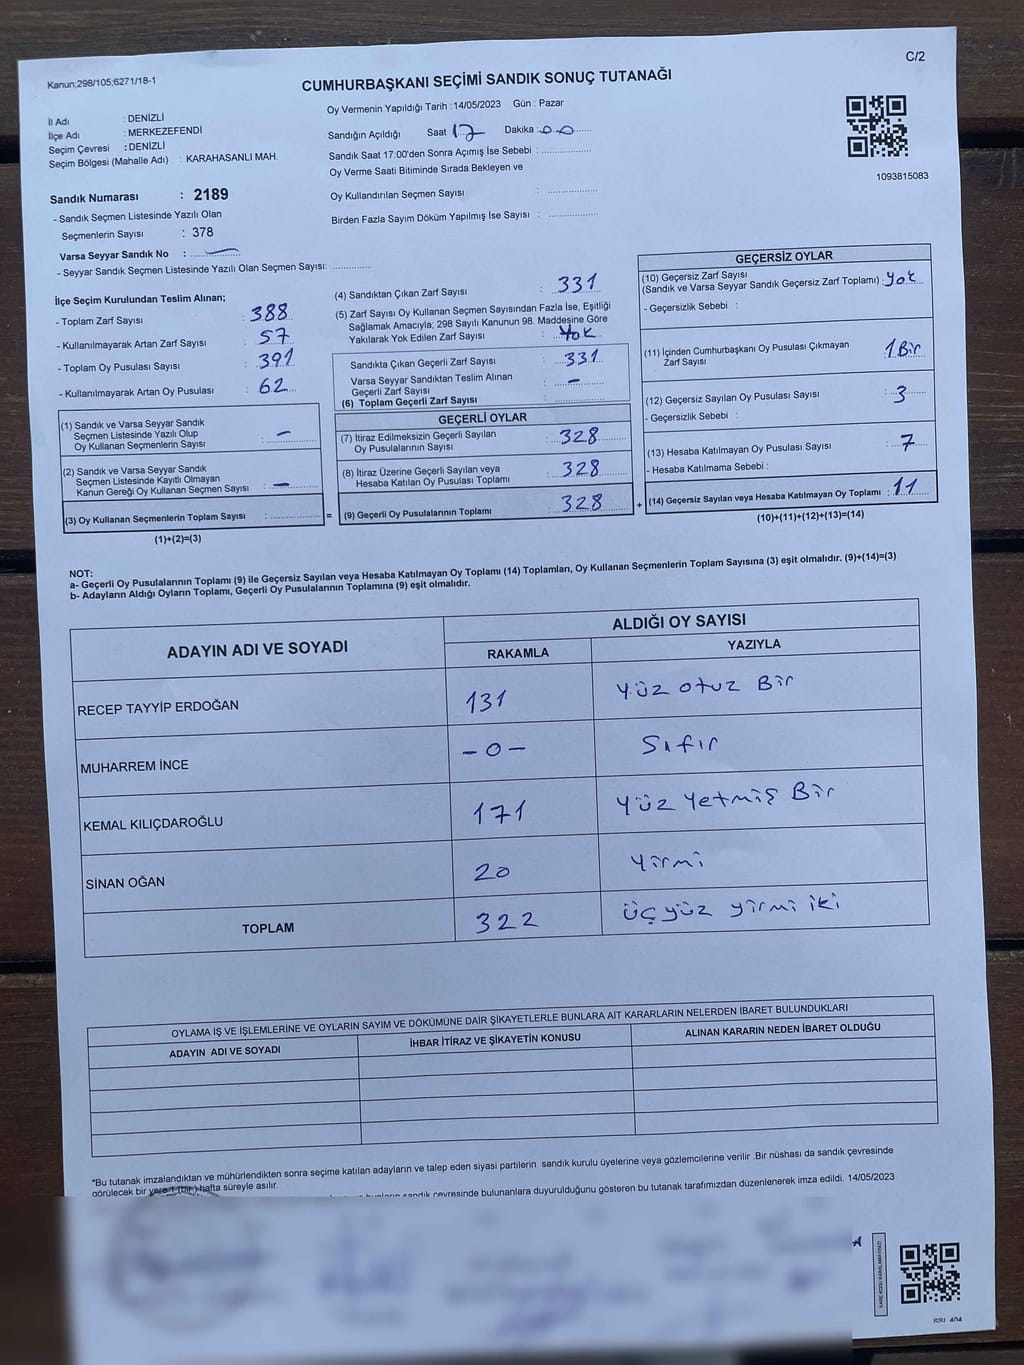 Kanun;298/105;6271/18-1
C/2
CUMHURBAŞKANI SEÇİMİ SANDIK SONUÇ TUTANAĞI
Oy Vermenin Yapıldığı Tarih : 14/05/2023 Gün : Pazar
İl Adı : DENİZLİ
İlçe Adı : MERKEZEFENDİ
Seçim Çevresi : DENİZLİ
Seçim Bölgesi (Mahalle Adı) : KARAHASANLI MAH.
Sandığın Açıldığı Saat 17 Dakika : 00
Sandık Saat 17:00'den Sonra Açımış İse Sebebi :
Oy Verme Saati Bitiminde Sırada Bekleyen ve
Oy Kullandırılan Seçmen Sayısı :
Birden Fazla Sayım Döküm Yapılmış İse Sayısı :
1093815083
Sandık Numarası : 2189
- Sandık Seçmen Listesinde Yazılı Olan
Seçmenlerin Sayısı : 378
Varsa Seyyar Sandık No : —
- Seyyar Sandık Seçmen Listesinde Yazılı Olan Seçmen Sayısı:
İlçe Seçim Kurulundan Teslim Alınan;
- Toplam Zarf Sayısı : 388
- Kullanılmayarak Artan Zarf Sayısı : 57
- Toplam Oy Pusulası Sayısı : 391
- Kullanılmayarak Artan Oy Pusulası : 62
(4) Sandıktan Çıkan Zarf Sayısı : 331
(5) Zarf Sayısı Oy Kullanan Seçmen Sayısından Fazla İse, Eşitliği
Sağlamak Amacıyla; 298 Sayılı Kanunun 98. Maddesine Göre
Yakılarak Yok Edilen Zarf Sayısı : Yok
Sandıkta Çıkan Geçerli Zarf Sayısı : 331
Varsa Seyyar Sandıktan Teslim Alınan
Geçerli Zarf Sayısı : —
(6) Toplam Geçerli Zarf Sayısı :
GEÇERSİZ OYLAR
(10) Geçersiz Zarf Sayısı
(Sandık ve Varsa Seyyar Sandık Geçersiz Zarf Toplamı) : Yok
- Geçersizlik Sebebi :
(11) İçinden Cumhurbaşkanı Oy Pusulası Çıkmayan
Zarf Sayısı : 1 Bir
(12) Geçersiz Sayılan Oy Pusulası Sayısı : 3
- Geçersizlik Sebebi :
(13) Hesaba Katılmayan Oy Pusulası Sayısı : 7
- Hesaba Katılmama Sebebi :
(14) Geçersiz Sayılan veya Hesaba Katılmayan Oy Toplamı : 11
(10)+(11)+(12)+(13)=(14)
(1) Sandık ve Varsa Seyyar Sandık
Seçmen Listesinde Yazılı Olup
Oy Kullanan Seçmenlerin Sayısı : —
(2) Sandık ve Varsa Seyyar Sandık
Seçmen Listesinde Kayıtlı Olmayan
Kanun Gereği Oy Kullanan Seçmen Sayısı : —
(3) Oy Kullanan Seçmenlerin Toplam Sayısı : =
(1)+(2)=(3)
GEÇERLİ OYLAR
(7) İtiraz Edilmeksizin Geçerli Sayılan
Oy Pusulalarının Sayısı : 328
(8) İtiraz Üzerine Geçerli Sayılan veya
Hesaba Katılan Oy Pusulası Toplamı : 328
(9) Geçerli Oy Pusulalarının Toplamı : 328 +
NOT:
a- Geçerli Oy Pusulalarının Toplamı (9) ile Geçersiz Sayılan veya Hesaba Katılmayan Oy Toplamı (14) Toplamları, Oy Kullanan Seçmenlerin Toplam Sayısına (3) eşit olmalıdır. (9)+(14)=(3)
b- Adayların Aldığı Oyların Toplamı, Geçerli Oy Pusulalarının Toplamına (9) eşit olmalıdır.
ADAYIN ADI VE SOYADI
ALDIĞI OY SAYISI
RAKAMLA YAZIYLA
RECEP TAYYİP ERDOĞAN 131 Yüz otuz Bir
MUHARREM İNCE - 0 - Sıfır
KEMAL KILIÇDAROĞLU 171 Yüz Yetmiş Bir
SİNAN OĞAN 20 Yirmi
TOPLAM 322 üç yüz yirmi iki
OYLAMA İŞ VE İŞLEMLERİNE VE OYLARIN SAYIM VE DÖKÜMÜNE DAİR ŞİKAYETLERLE BUNLARA AİT KARARLARIN NELERDEN İBARET BULUNDUKLARI
ADAYIN ADI VE SOYADI İHBAR İTİRAZ VE ŞİKAYETİN KONUSU ALINAN KARARIN NEDEN İBARET OLDUĞU
*Bu tutanak imzalandıktan ve mühürlendikten sonra seçime katılan adayların ve talep eden siyasi partilerin sandık kurulu üyelerine veya gözlemcilerine verilir .Bir nüshası da sandık çevresinde
görülecek bir yere 1 (bir) hafta süreyle asılır.
sandık çevresinde bulunanlara duyurulduğunu gösteren bu tutanak tarafımızdan düzenlenerek imza edildi. 14/05/2023